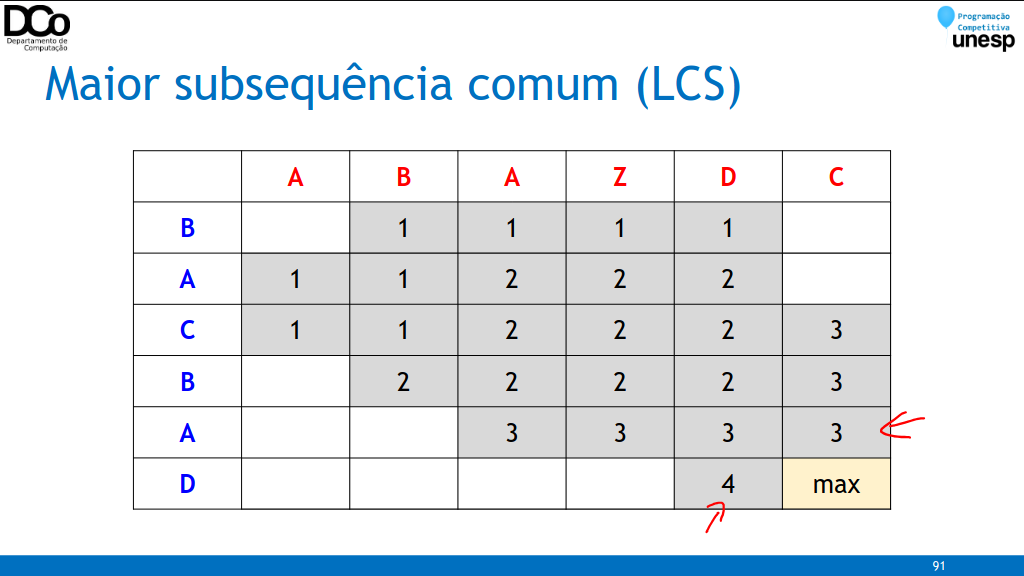 DCo
Departamento de
Computação
Programação
Competitiva
unesp
Maior subsequência comum (LCS)
A B A Z D C
B 1 1 1 1
A 1 1 2 2 2
C 1 1 2 2 2 3
B 2 2 2 2 3
A 3 3 3 3
D 4 max
91